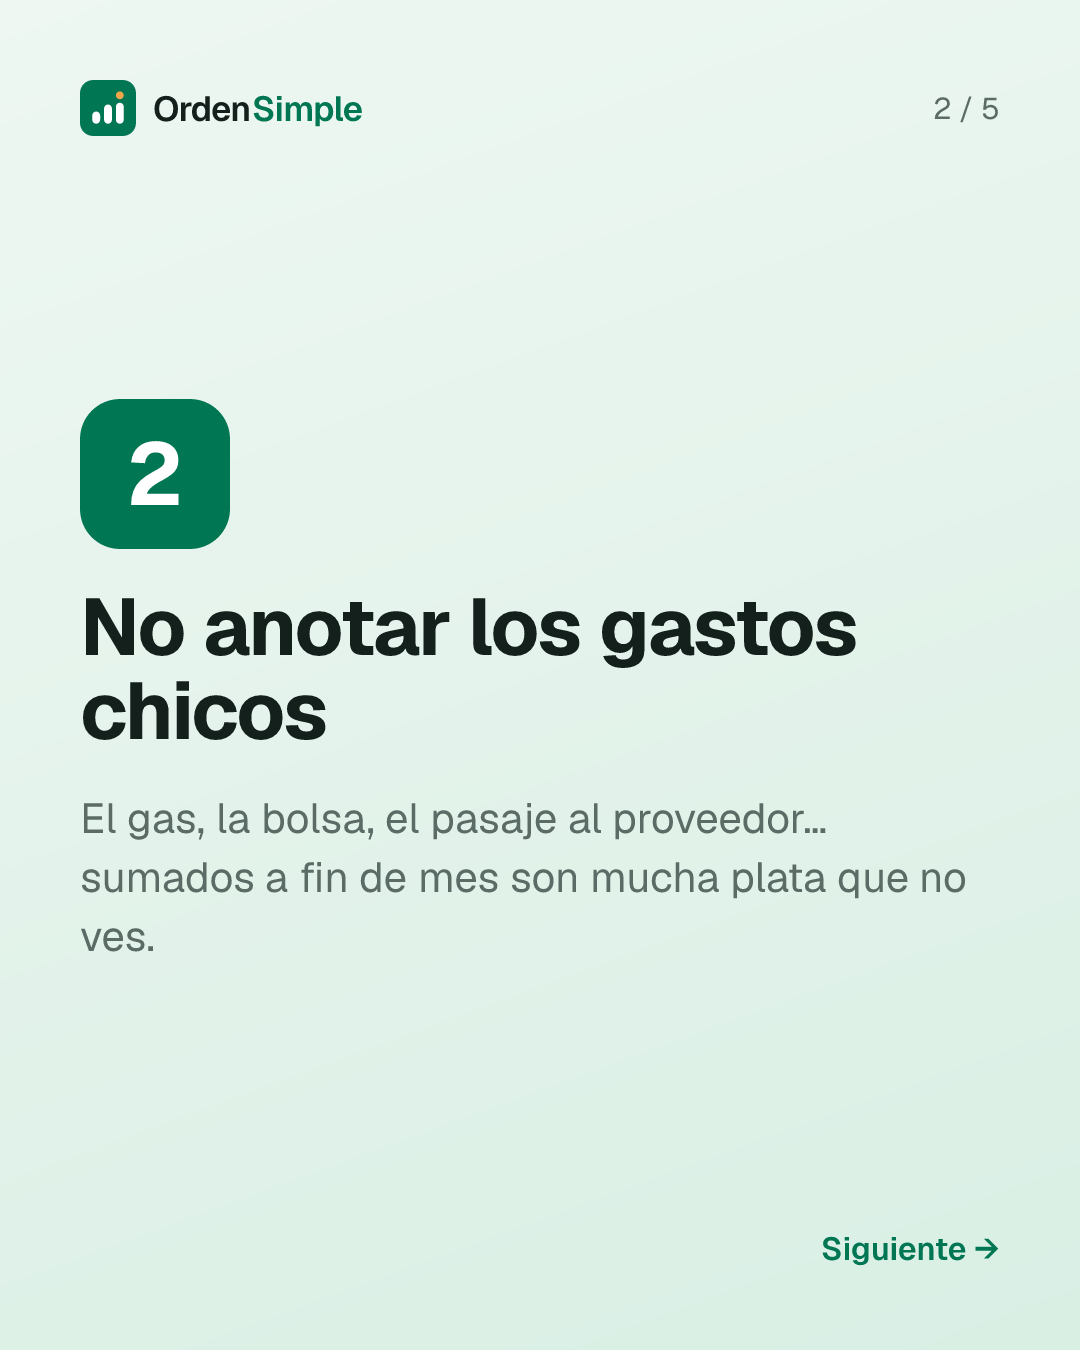 OrdenSimple
2 / 5
2
No anotar los gastos
chicos
El gas, la bolsa, el pasaje al proveedor…
sumados a fin de mes son mucha plata que no
ves.
Siguiente →